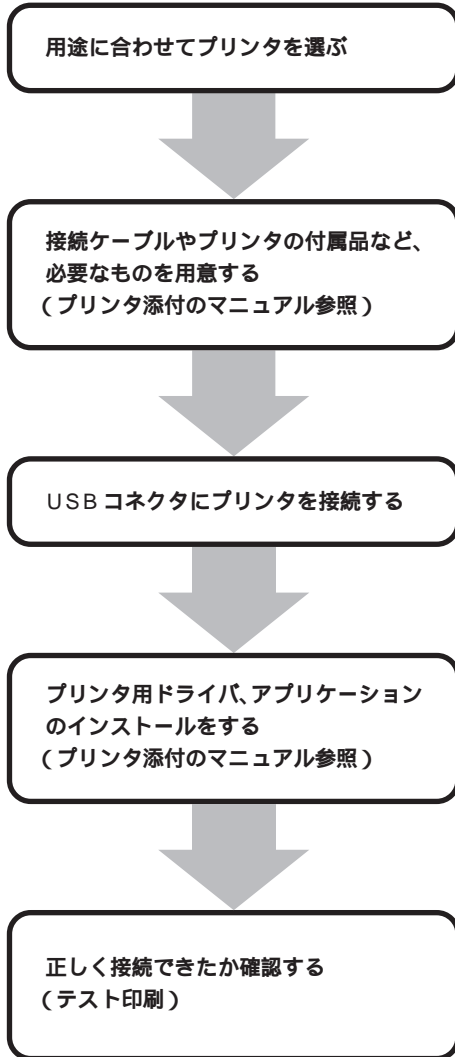 用途に合わせてプリンタを選ぶ
接続ケーブルやプリンタの付属品など、
必要なものを用意する
(プリンタ添付のマニュアル参照)
USBコネクタにプリンタを接続する
プリンタ用ドライバ、アプリケーション
のインストールをする
(プリンタ添付のマニュアル参照)
正しく接続できたか確認する
(テスト印刷)